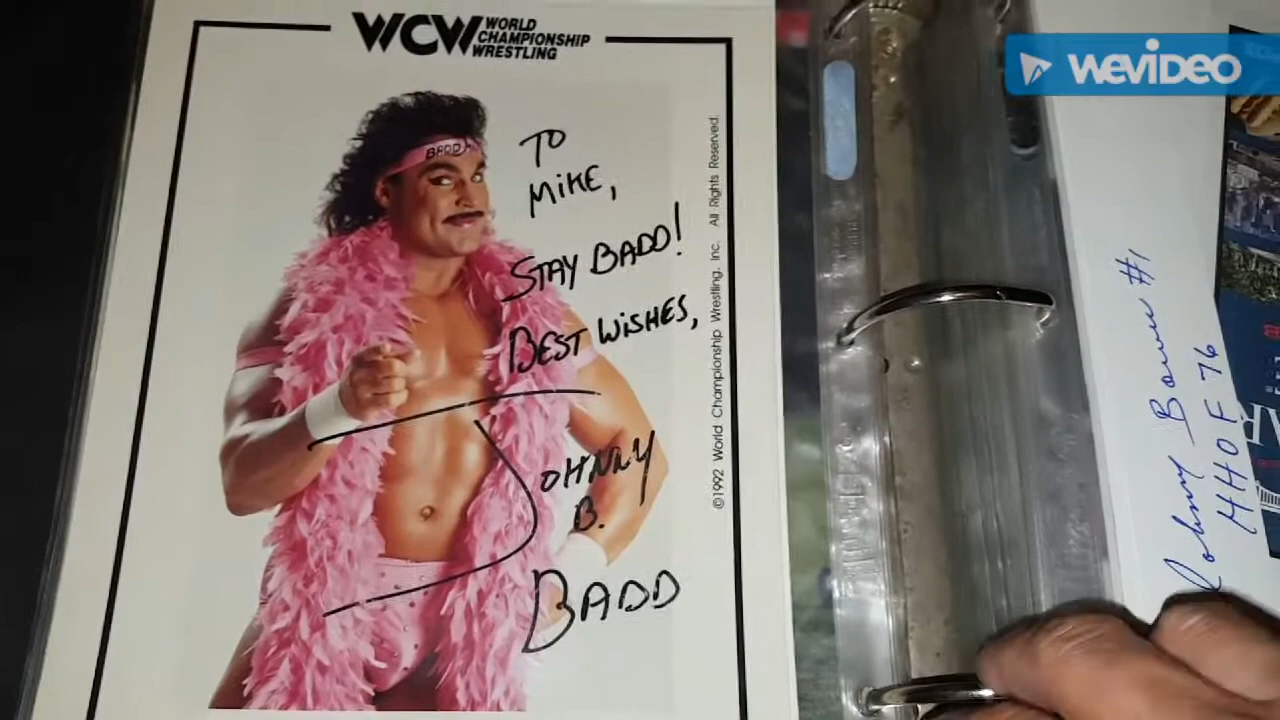 WCW WORLD
CHAMPIONSHIP
WRESTLING
BADD
TO
MIKE,
STAY BADD!
BEST WISHES,
JOHNNY
B.
BADD
©1992 World Championship Wrestling, Inc. All Rights Reserved.
WEVIDEO
Johnny Bower #1
HHOF 76